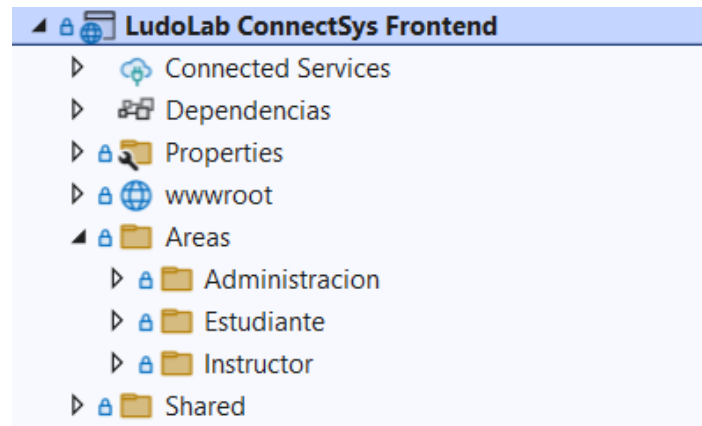 LudoLab ConnectSys Frontend
Connected Services
Dependencias
Properties
wwwroot
Areas
Administracion
Estudiante
Instructor
Shared